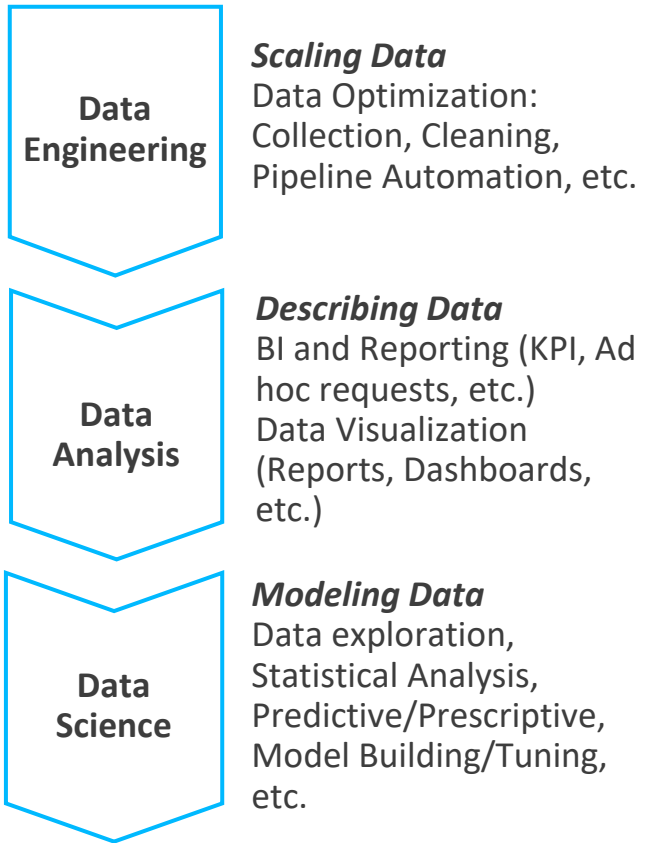 Data
Engineering
Scaling Data
Data Optimization:
Collection, Cleaning,
Pipeline Automation, etc.
Data
Analysis
Describing Data
BI and Reporting (KPI, Ad
hoc requests, etc.)
Data Visualization
(Reports, Dashboards,
etc.)
Data
Science
Modeling Data
Data exploration,
Statistical Analysis,
Predictive/Prescriptive,
Model Building/Tuning,
etc.